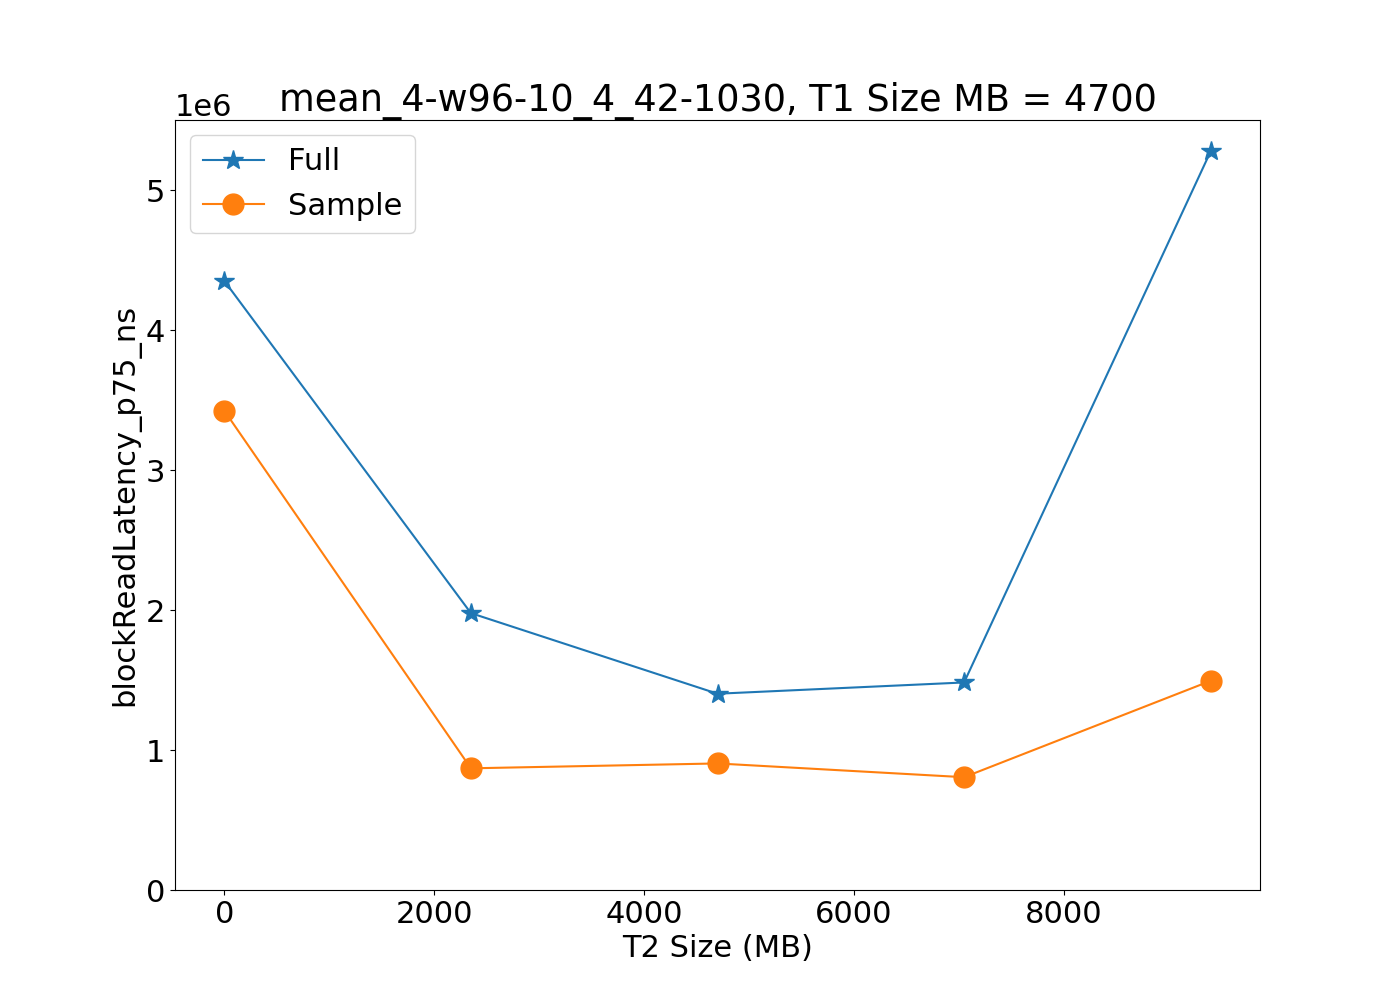 mean_4-w96-10_4_42-1030, T1 Size MB = 4700
1e6
Full
Sample
5
4
3
2
1
0
blockReadLatency_p75_ns
0 2000 4000 6000 8000
T2 Size (MB)